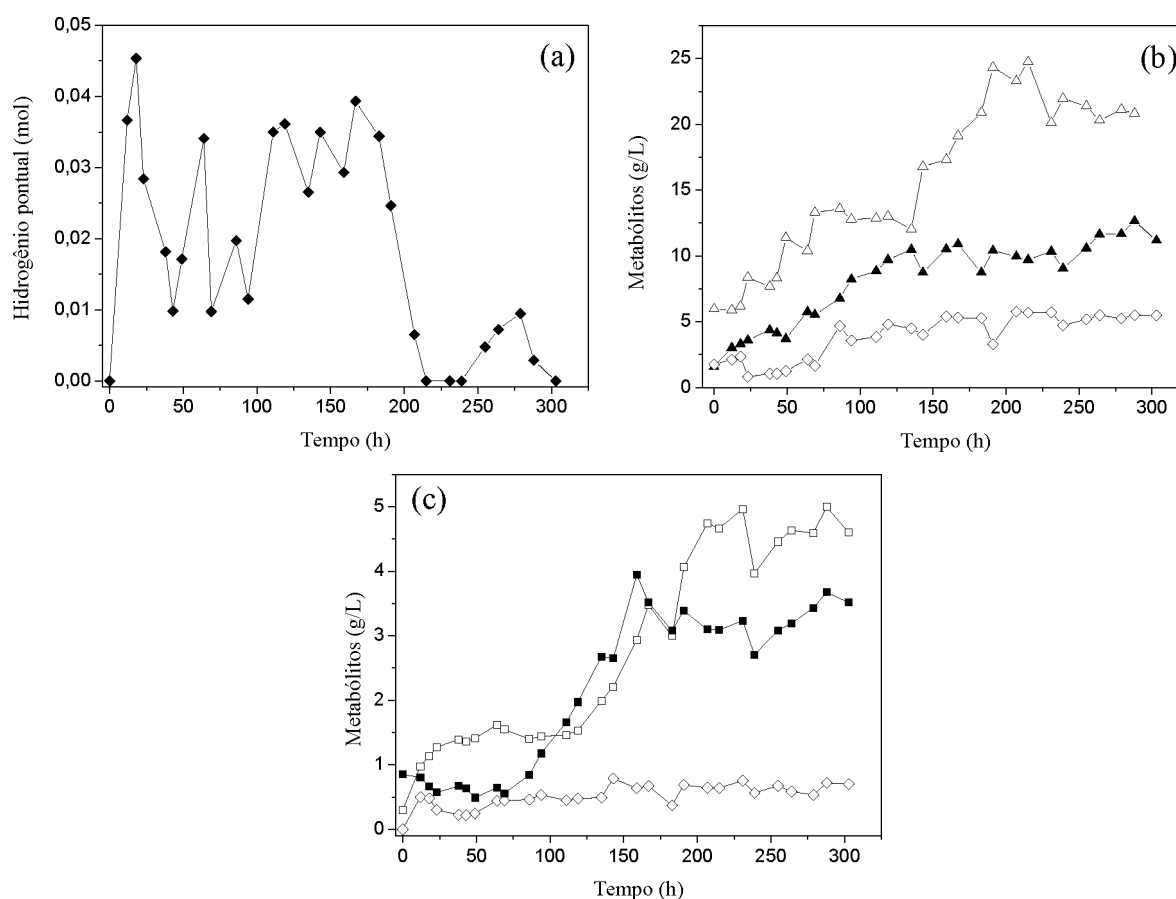 (a)
Hidrogênio pontual (mol)
0,05
0,04
0,03
0,02
0,01
0,00
0 50 100 150 200 250 300
Tempo (h)
(b)
Metabólitos (g/L)
25
20
15
10
5
0
0 50 100 150 200 250 300
Tempo (h)
(c)
Metabólitos (g/L)
5
4
3
2
1
0
0 50 100 150 200 250 300
Tempo (h)